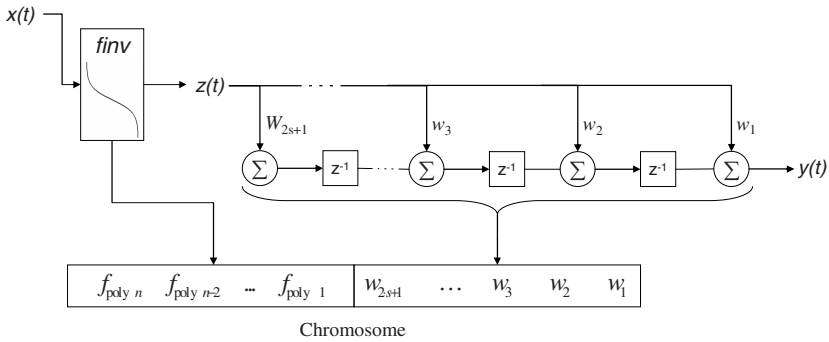 x(t)
finv
z(t) . . .
W2s+1 w3 w2 w1
Σ z-1 ... Σ z-1 Σ z-1 Σ y(t)
fpoly n fpoly n-2 ... fpoly 1 w2s+1 ... w3 w2 w1
Chromosome